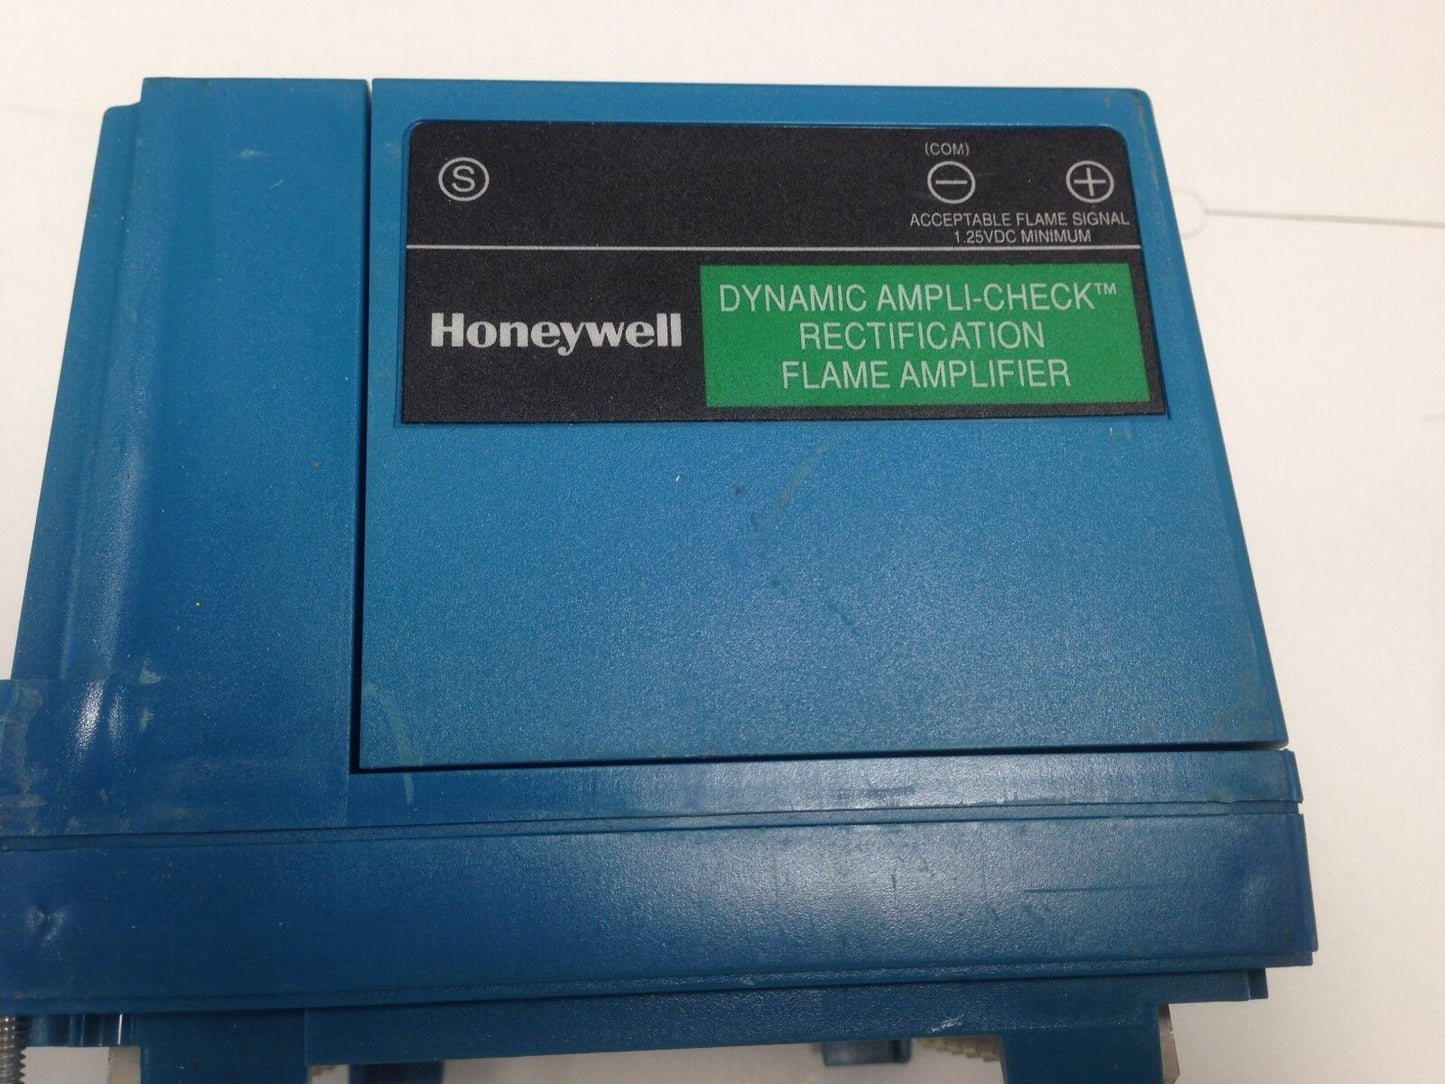 S
(COM)
− +
ACCEPTABLE FLAME SIGNAL
1.25VDC MINIMUM
Honeywell
DYNAMIC AMPLI-CHECK™
RECTIFICATION
FLAME AMPLIFIER